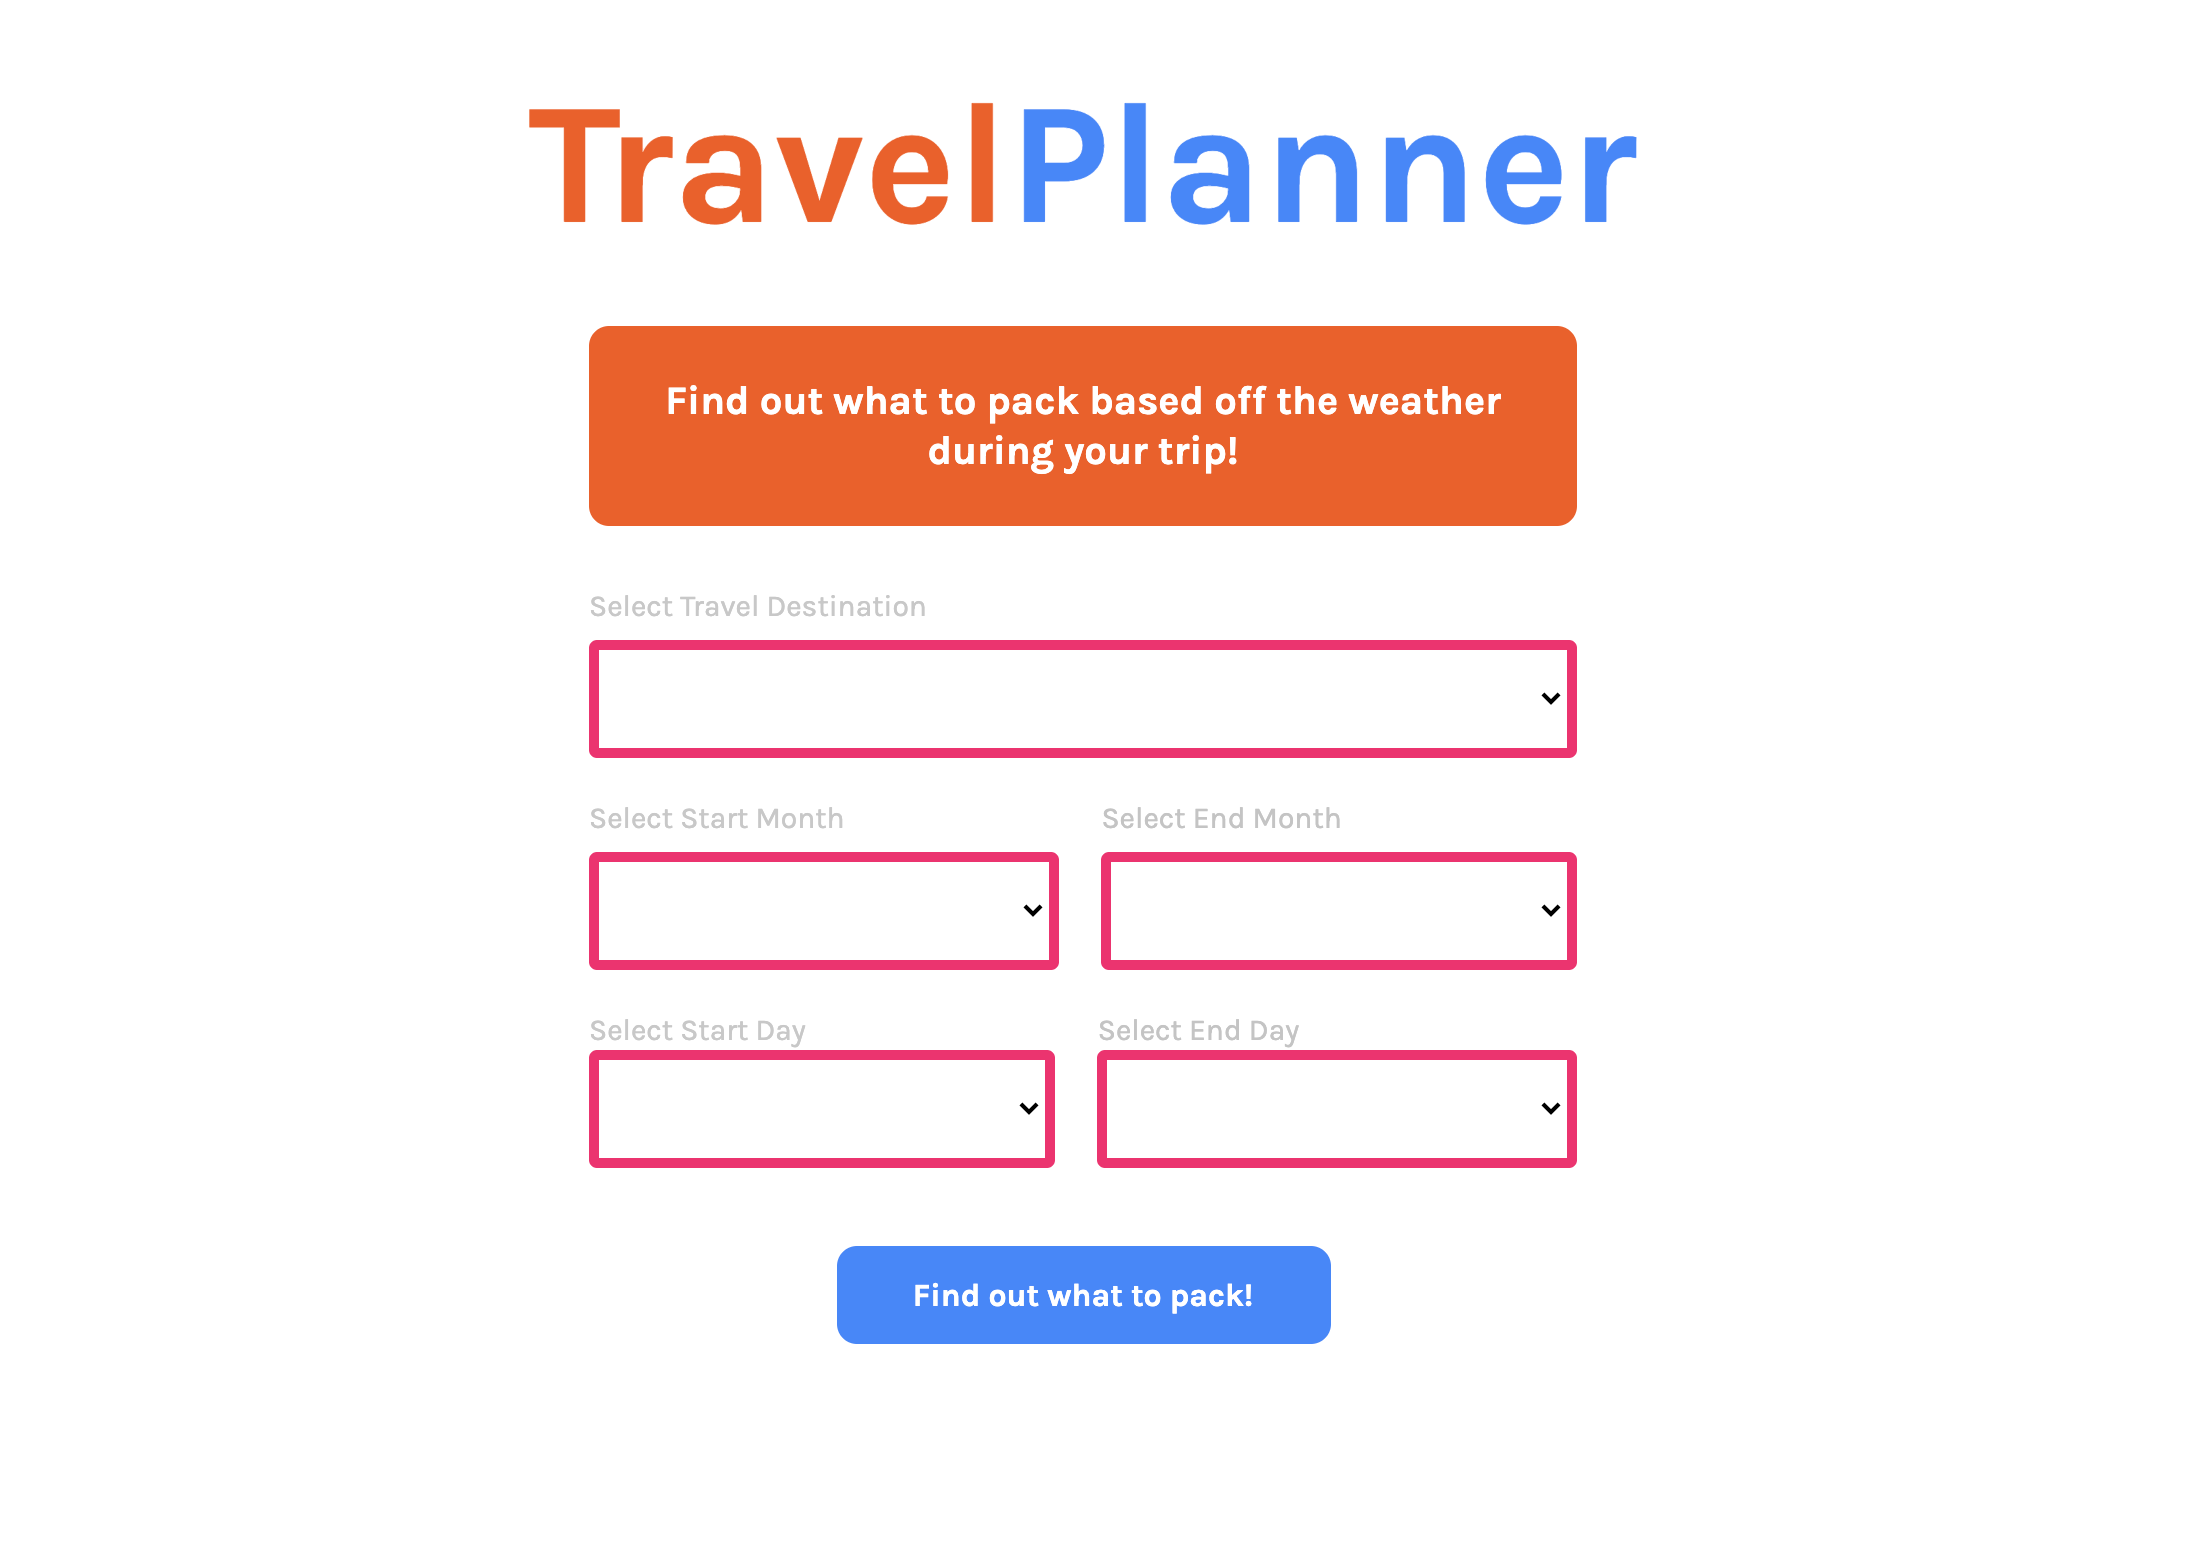 TravelPlanner
Find out what to pack based off the weather
during your trip!
Select Travel Destination
Select Start Month
Select End Month
Select Start Day
Select End Day
Find out what to pack!